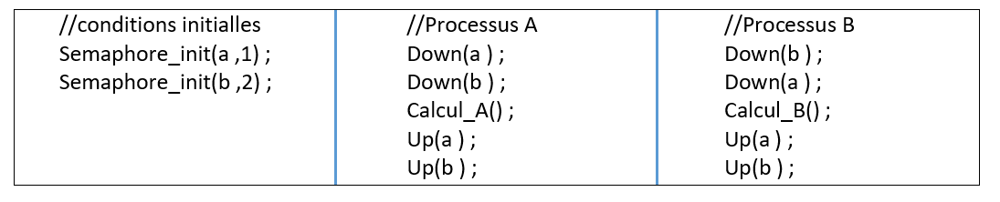 //conditions initialles
Semaphore_init(a ,1) ;
Semaphore_init(b ,2) ;
//Processus A
Down(a ) ;
Down(b ) ;
Calcul_A() ;
Up(a ) ;
Up(b ) ;
//Processus B
Down(b ) ;
Down(a ) ;
Calcul_B() ;
Up(a ) ;
Up(b ) ;